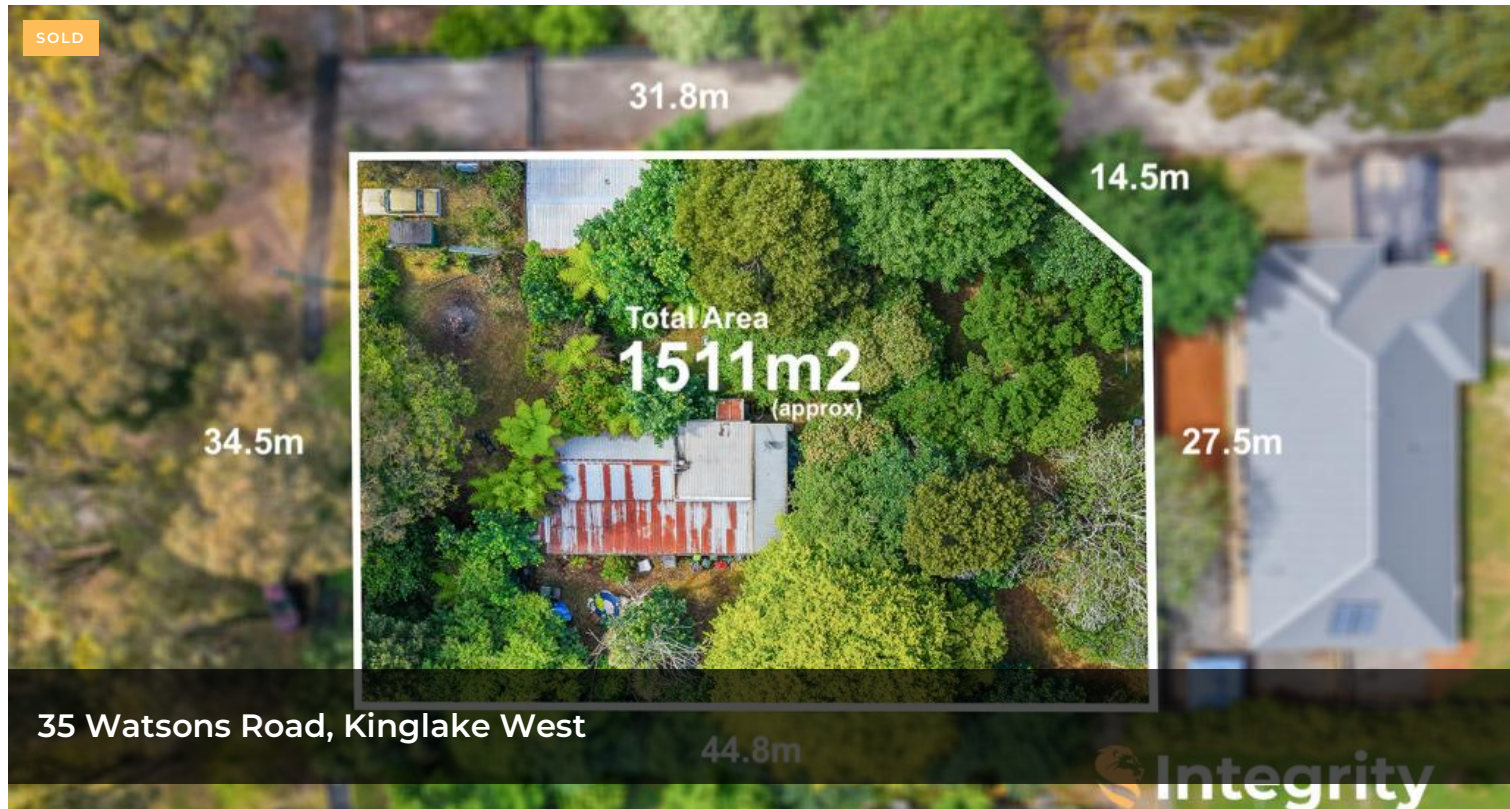 SOLD
31.8m
14.5m
Total Area
1511m2
(approx)
34.5m
27.5m
35 Watsons Road, Kinglake West
44.8m
Integrity